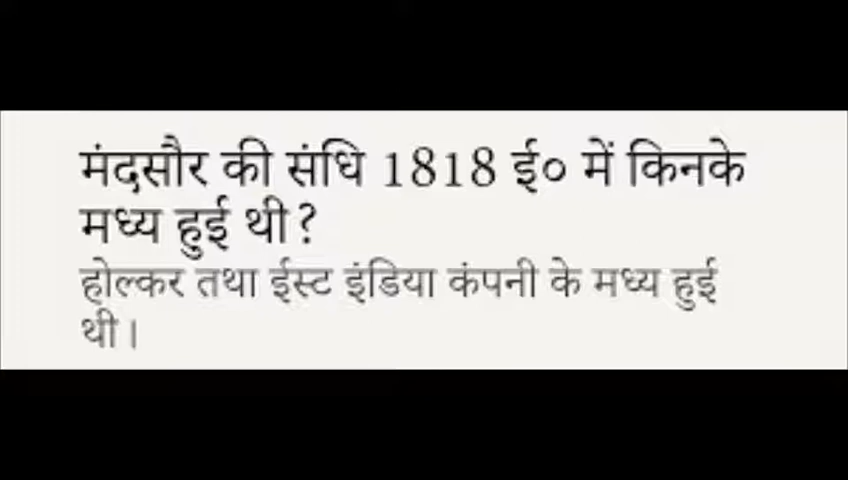 मंदसौर की संधि 1818 ई० में किनके
मध्य हुई थी?
होल्कर तथा ईस्ट इंडिया कंपनी के मध्य हुई
थी।